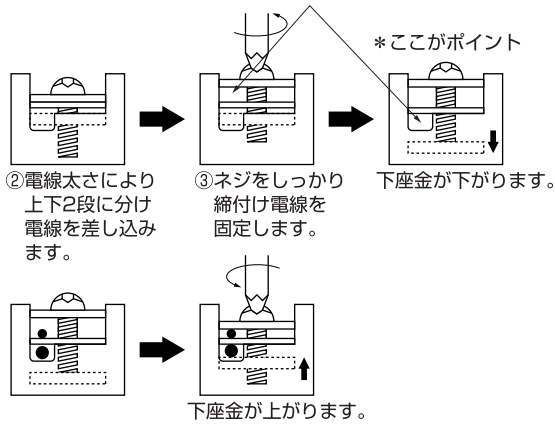 ＊ここがポイント
②電線太さにより
上下2段に分け
電線を差し込み
ます。
③ネジをしっかり
締付け電線を
固定します。
下座金が下がります。
下座金が上がります。